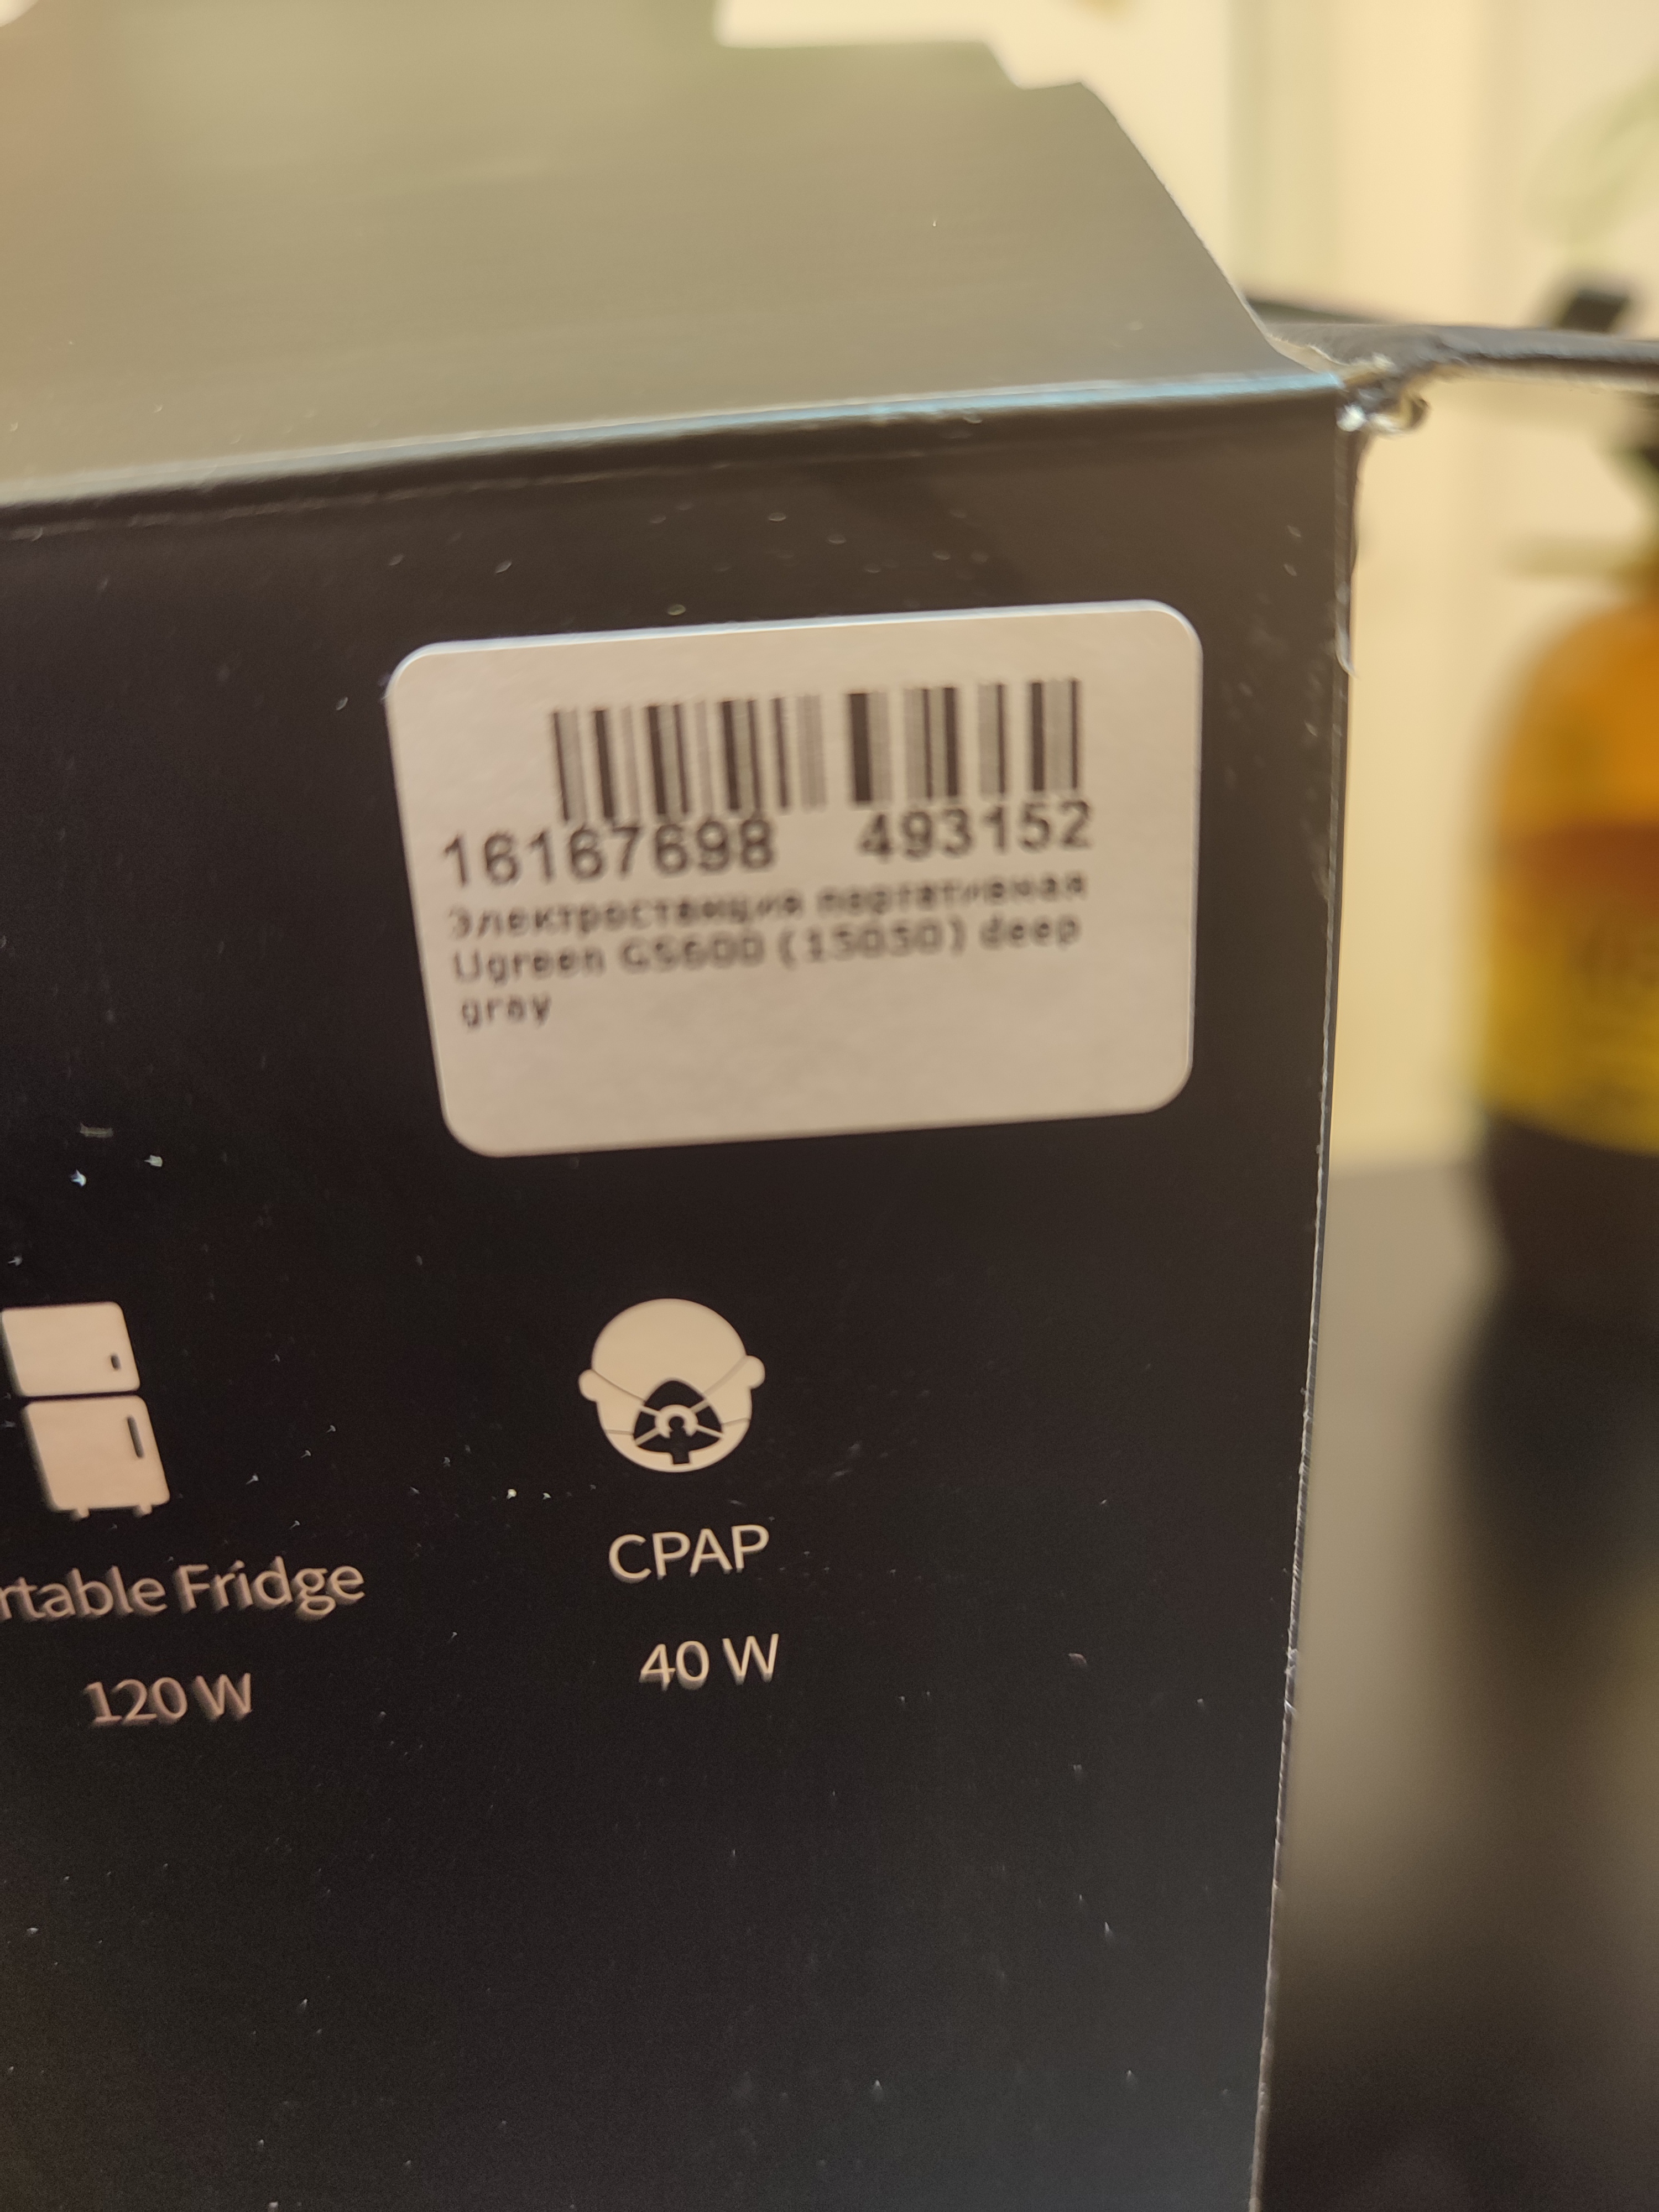 16167698 493152
Электростанция портативная
Ugreen GS600 (15050) deep
gray
rtable Fridge
120 W
CPAP
40 W